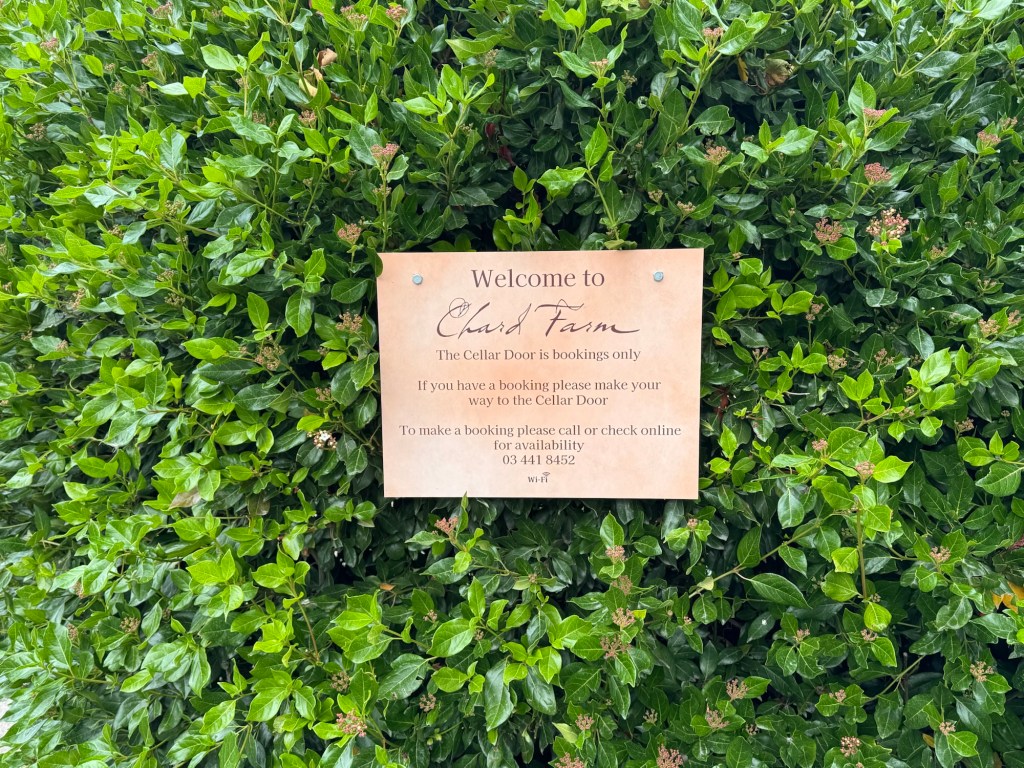 Welcome to
Chard Farm
The Cellar Door is bookings only
If you have a booking please make your
way to the Cellar Door
To make a booking please call or check online
for availability
03 441 8452
Wi-Fi